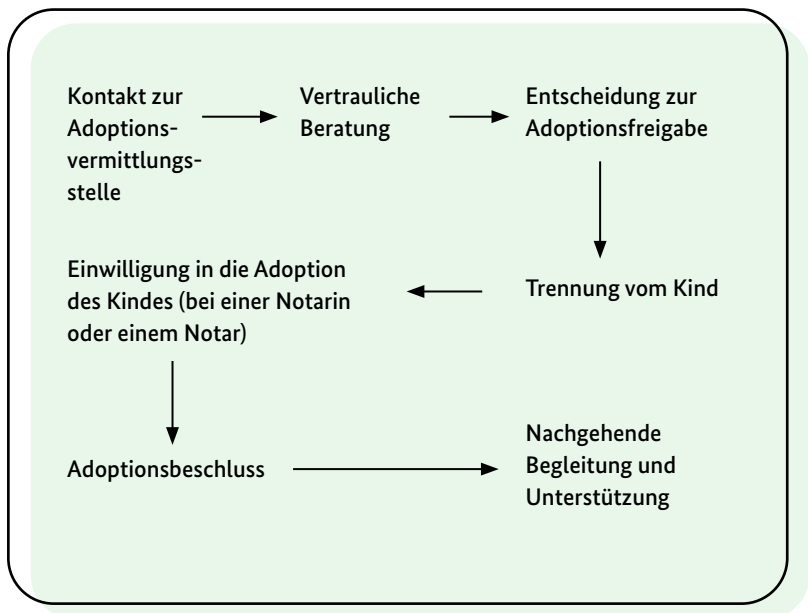 Kontakt zur
Adoptions-
vermittlungs-
stelle
Vertrauliche
Beratung
Entscheidung zur
Adoptionsfreigabe
Trennung vom Kind
Einwilligung in die Adoption
des Kindes (bei einer Notarin
oder einem Notar)
Adoptionsbeschluss
Nachgehende
Begleitung und
Unterstützung